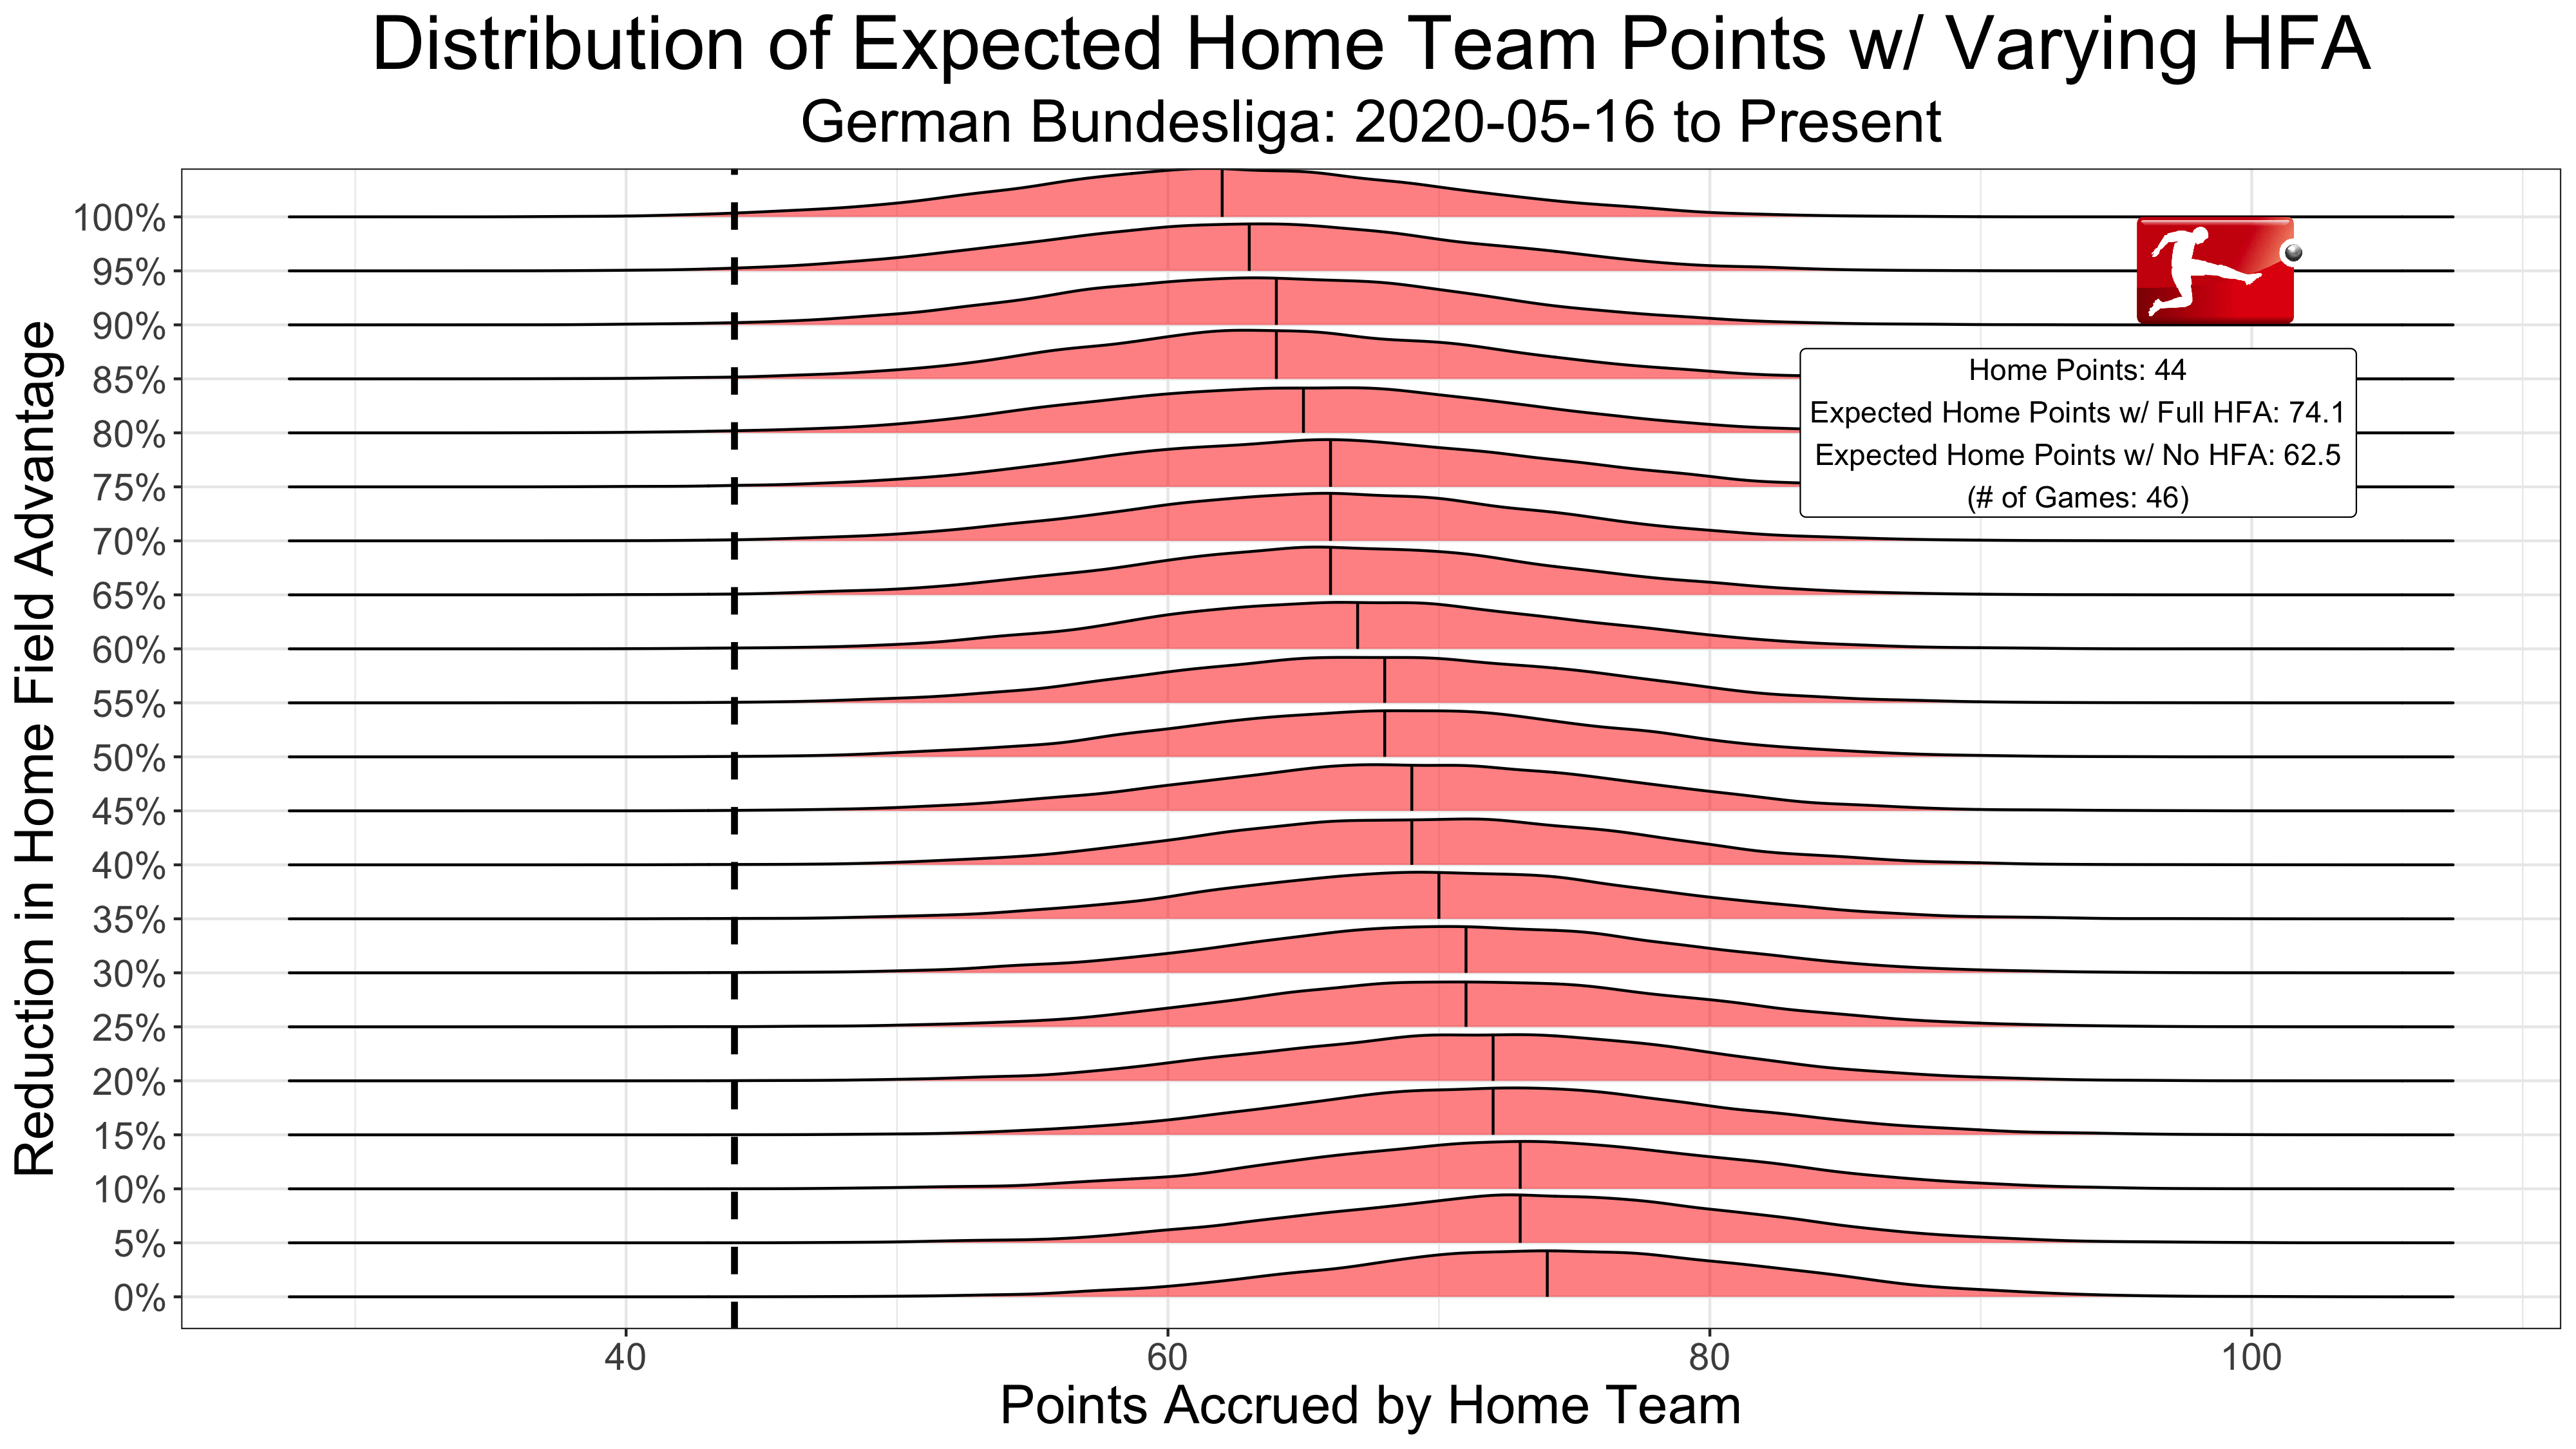 Distribution of Expected Home Team Points w/ Varying HFA
German Bundesliga: 2020-05-16 to Present
Reduction in Home Field Advantage
100%
95%
90%
85%
80%
75%
70%
65%
60%
55%
50%
45%
40%
35%
30%
25%
20%
15%
10%
5%
0%
Home Points: 44
Expected Home Points w/ Full HFA: 74.1
Expected Home Points w/ No HFA: 62.5
(# of Games: 46)
40 60 80 100
Points Accrued by Home Team